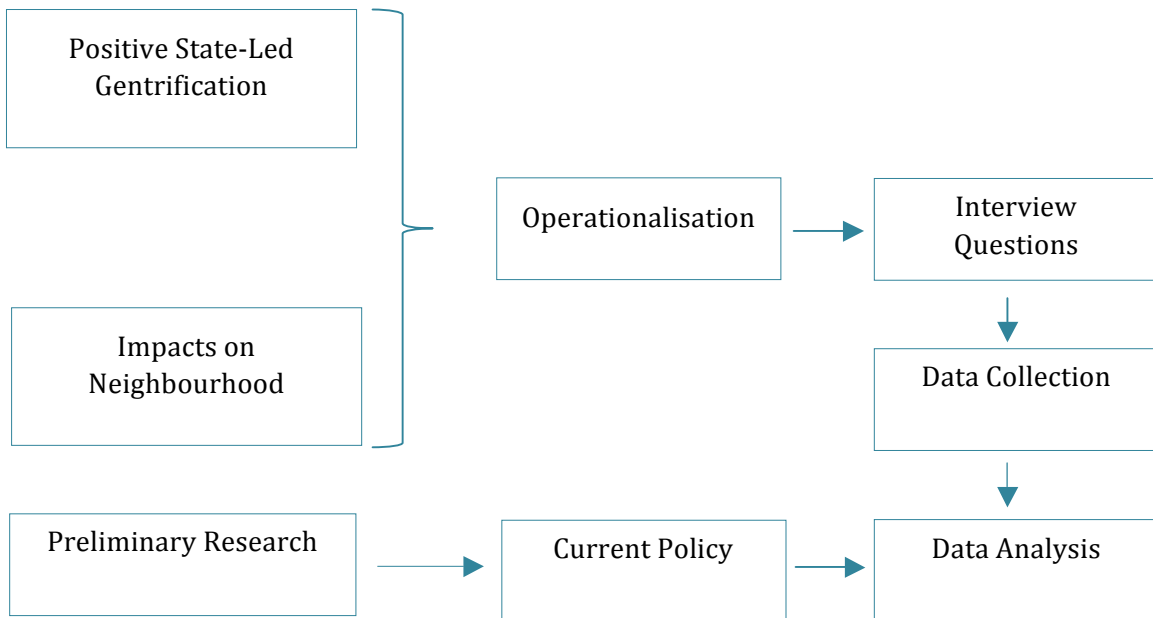 Positive State-Led
Gentrification
Impacts on
Neighbourhood
Operationalisation
Interview
Questions
Data Collection
Preliminary Research
Current Policy
Data Analysis